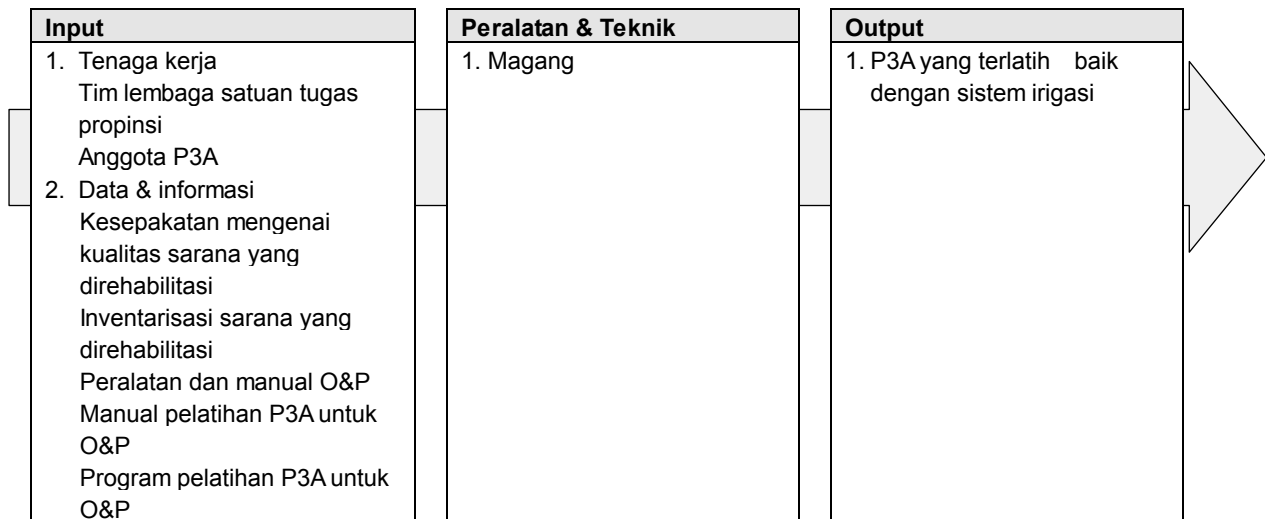 Input
1. Tenaga kerja
Tim lembaga satuan tugas
propinsi
Anggota P3A
2. Data & informasi
Kesepakatan mengenai
kualitas sarana yang
direhabilitasi
Inventarisasi sarana yang
direhabilitasi
Peralatan dan manual O&P
Manual pelatihan P3A untuk
O&P
Program pelatihan P3A untuk
O&P
Peralatan & Teknik
1. Magang
Output
1. P3A yang terlatih baik
dengan sistem irigasi